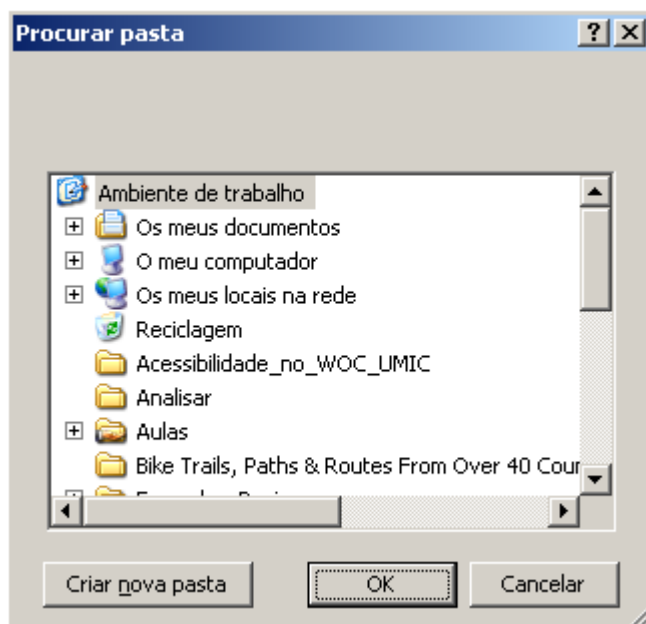 Procurar pasta
Ambiente de trabalho
Os meus documentos
O meu computador
Os meus locais na rede
Reciclagem
Acessibilidade_no_WOC_UMIC
Analisar
Aulas
Bike Trails, Paths & Routes From Over 40
Criar nova pasta
OK
Cancelar